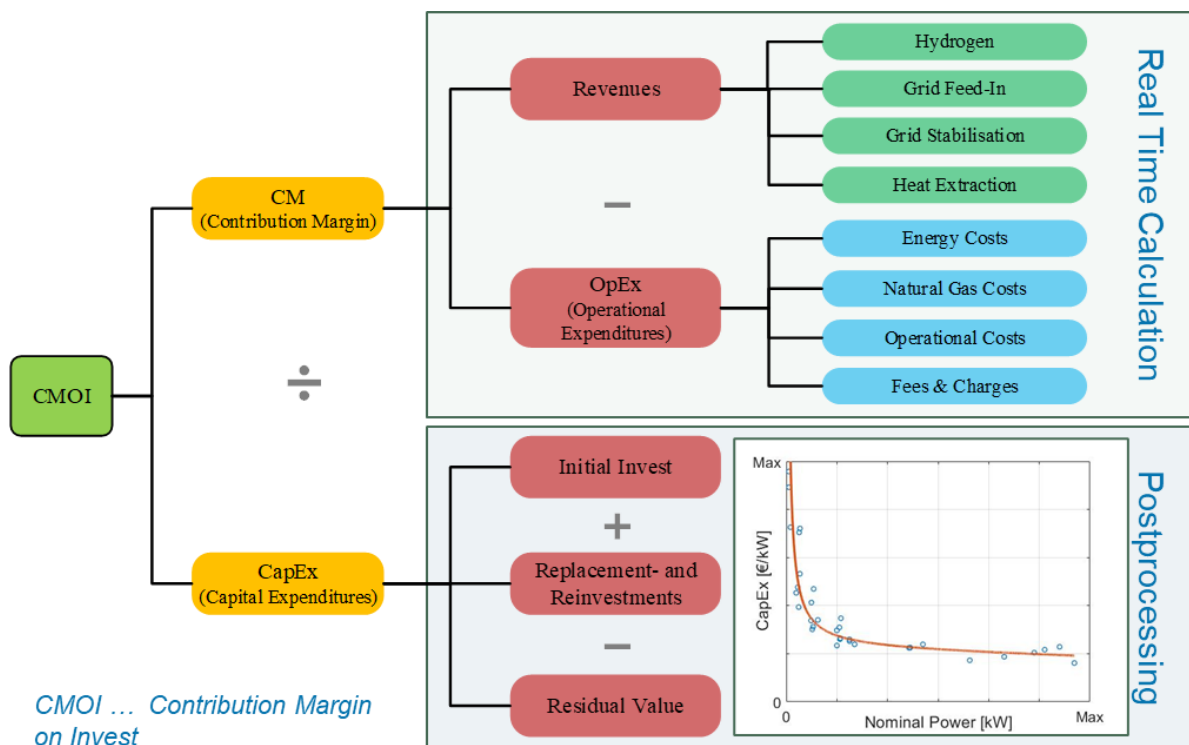 Hydrogen
Revenues
Grid Feed-In
Grid Stabilisation
Heat Extraction
CM
(Contribution Margin)
−
Energy Costs
OpEx
(Operational
Expenditures)
Natural Gas Costs
Operational Costs
Fees & Charges
Real Time Calculation
CMOI
÷
Initial Invest
+
CapEx
(Capital Expenditures)
Replacement- and
Reinvestments
−
Residual Value
Max
CapEx [€/kW]
0
0
Nominal Power [kW]
Max
Postprocessing
CMOI … Contribution Margin
on Invest